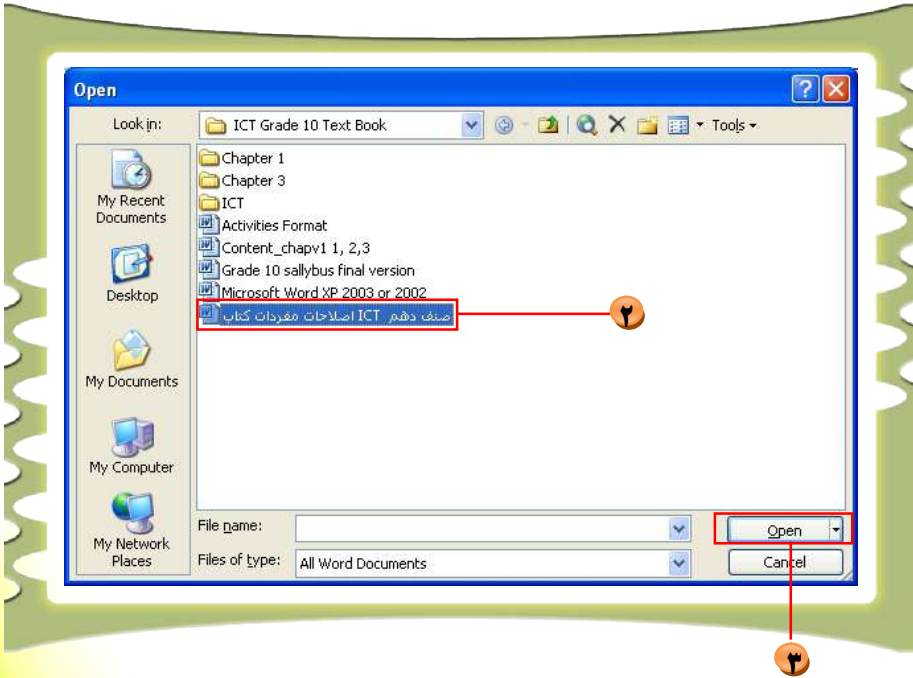 Open
Look in:
ICT Grade 10 Text Book
Tools
My Recent
Documents
Desktop
My Documents
My Computer
My Network
Places
Chapter 1
Chapter 3
ICT
Activities Format
Content_chapv1 1, 2,3
Grade 10 sallybus final version
Microsoft Word XP 2003 or 2002
صنف دهم ICT اصلاحات مفردات کتاب
۲
File name:
Open
Files of type:
All Word Documents
Cancel
۳